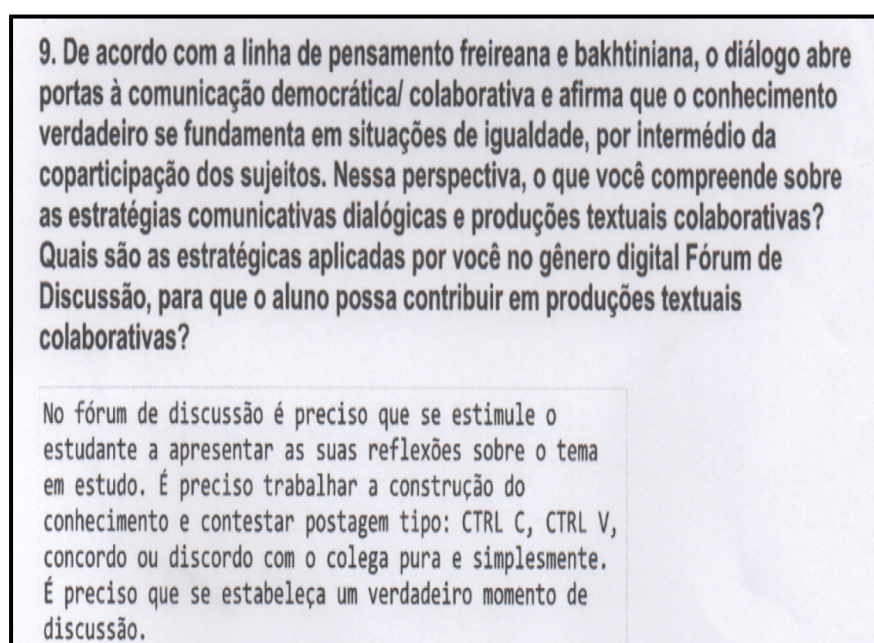 9. De acordo com a linha de pensamento freireana e bakhtiniana, o diálogo abre
portas à comunicação democrática/ colaborativa e afirma que o conhecimento
verdadeiro se fundamenta em situações de igualdade, por intermédio da
coparticipação dos sujeitos. Nessa perspectiva, o que você compreende sobre
as estratégias comunicativas dialógicas e produções textuais colaborativas?
Quais são as estratégicas aplicadas por você no gênero digital Fórum de
Discussão, para que o aluno possa contribuir em produções textuais
colaborativas?
No fórum de discussão é preciso que se estimule o
estudante a apresentar as suas reflexões sobre o tema
em estudo. É preciso trabalhar a construção do
conhecimento e contestar postagem tipo: CTRL C, CTRL V,
concordo ou discordo com o colega pura e simplesmente.
É preciso que se estabeleça um verdadeiro momento de
discussão.